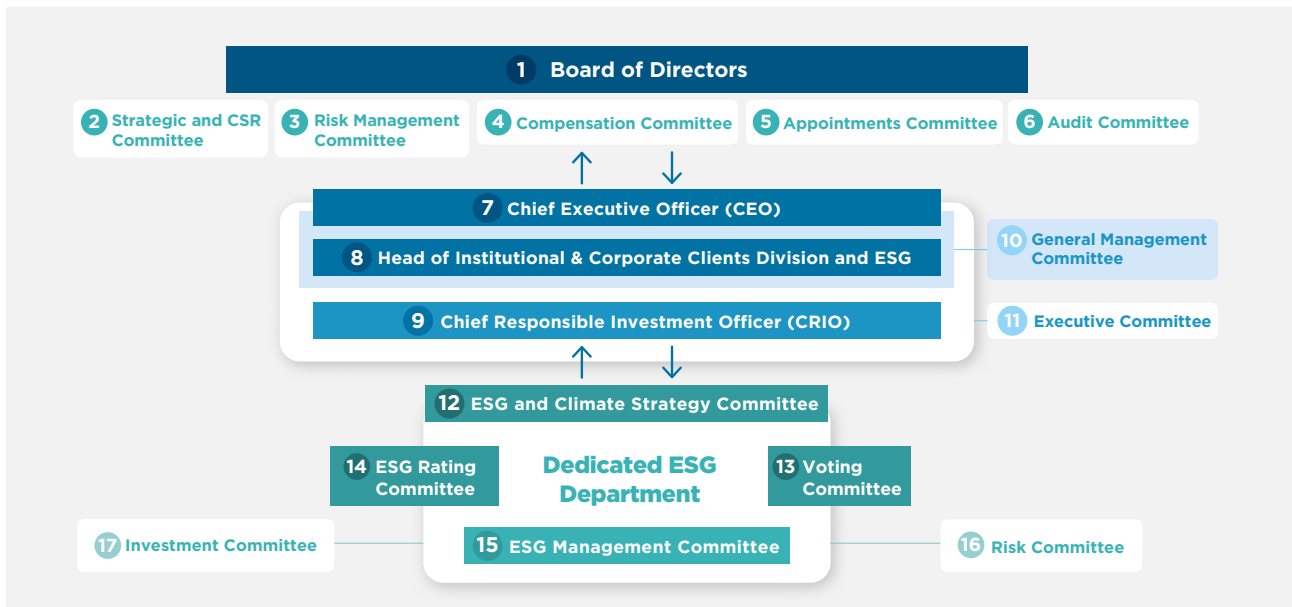 1 Board of Directors
2 Strategic and CSR
Committee
3 Risk Management
Committee
4 Compensation Committee
5 Appointments Committee
6 Audit Committee
7 Chief Executive Officer (CEO)
8 Head of Institutional & Corporate Clients Division and ESG
10 General Management
Committee
9 Chief Responsible Investment Officer (CRIO)
11 Executive Committee
12 ESG and Climate Strategy Committee
14 ESG Rating
Committee
Dedicated ESG
Department
13 Voting
Committee
17 Investment Committee
15 ESG Management Committee
16 Risk Committee